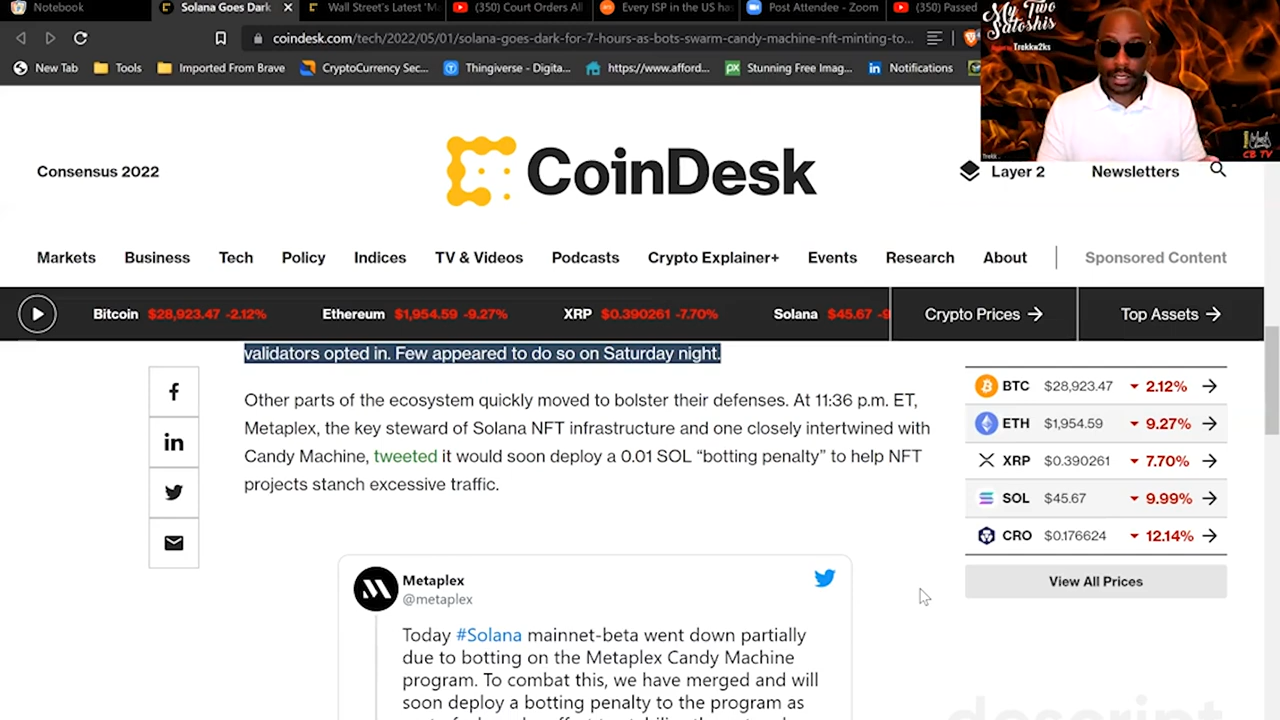 Notebook
Solana Goes Dark
Wall Street's Latest 'M
(350) Court Orders All
Every ISP in the US ha
Post Attendee - Zoom
(350) Passed
coindesk.com/tech/2022/05/01/solana-goes-dark-for-7-hours-as-bots-swarm-candy-machine-nft-minting-to...
New Tab
Tools
Imported From Brave
CryptoCurrency Sec...
Thingiverse - Digita...
https://www.afford...
Stunning Free Imag...
Notifications
My Two
Satoshis
Trekkw2ks
Trekk
CB TV
Consensus 2022
CoinDesk
Layer 2
Newsletters
Markets
Business
Tech
Policy
Indices
TV & Videos
Podcasts
Crypto Explainer+
Events
Research
About
Sponsored Content
Bitcoin $28,923.47 -2.12%
Ethereum $1,954.59 -9.27%
XRP $0.390261 -7.70%
Solana $45.67 -9
Crypto Prices
Top Assets
validators opted in. Few appeared to do so on Saturday night.
Other parts of the ecosystem quickly moved to bolster their defenses. At 11:36 p.m. ET,
Metaplex, the key steward of Solana NFT infrastructure and one closely intertwined with
Candy Machine, tweeted it would soon deploy a 0.01 SOL “botting penalty” to help NFT
projects stanch excessive traffic.
BTC $28,923.47 2.12%
ETH $1,954.59 9.27%
XRP $0.390261 7.70%
SOL $45.67 9.99%
CRO $0.176624 12.14%
View All Prices
Metaplex
@metaplex
Today #Solana mainnet-beta went down partially
due to botting on the Metaplex Candy Machine
program. To combat this, we have merged and will
soon deploy a botting penalty to the program as
descript